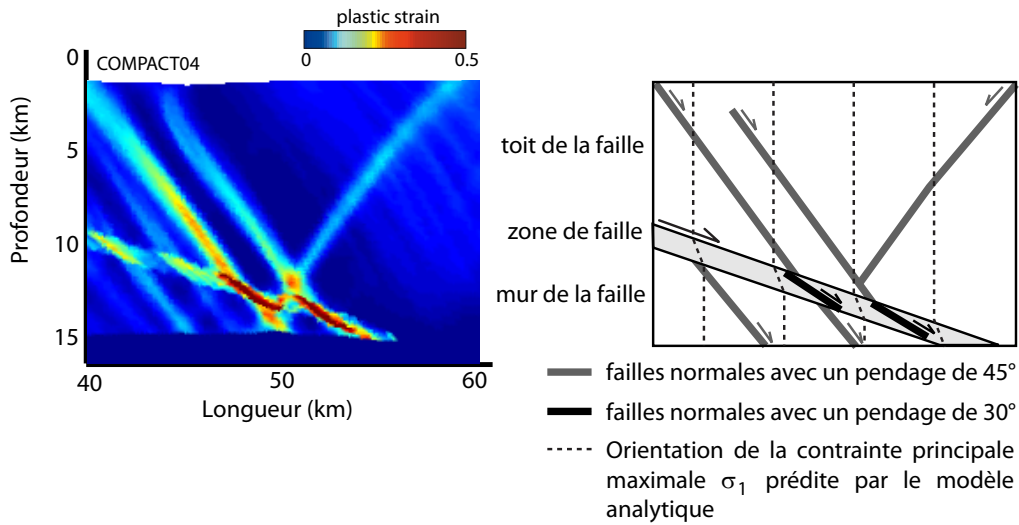 plastic strain
0 0.5
COMPACT04
0
5
10
15
Profondeur (km)
40 50 60
Longueur (km)
toit de la faille
zone de faille
mur de la faille
failles normales avec un pendage de 45°
failles normales avec un pendage de 30°
Orientation de la contrainte principale
maximale σ1 prédite par le modèle
analytique